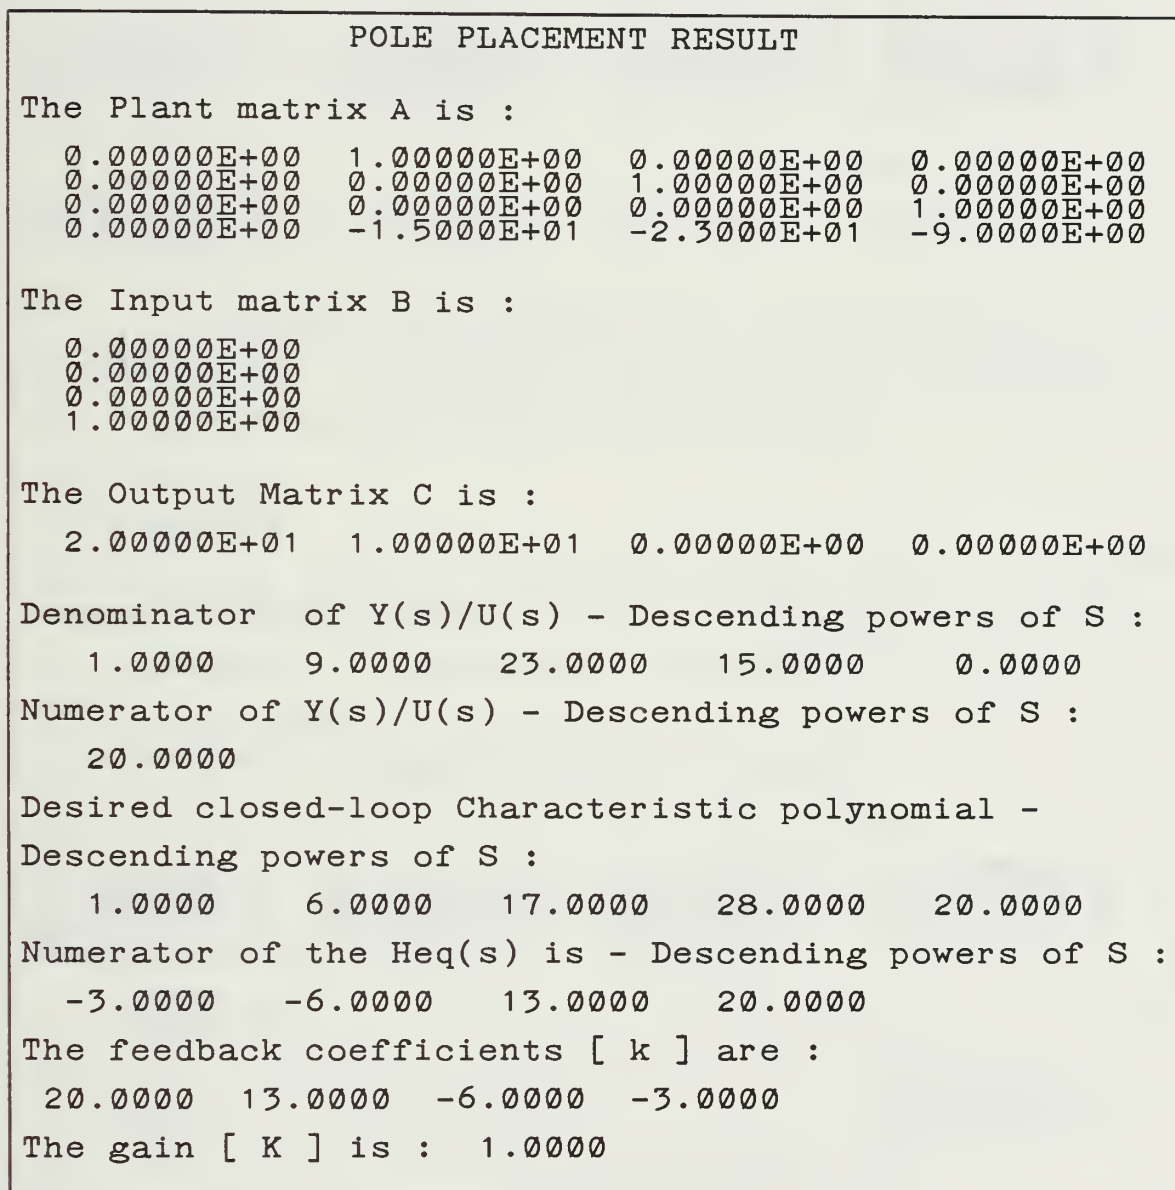 POLE PLACEMENT RESULT
The Plant matrix A is :
0.00000E+00 1.00000E+00 0.00000E+00 0.00000E+00
0.00000E+00 0.00000E+00 1.00000E+00 0.00000E+00
0.00000E+00 0.00000E+00 0.00000E+00 1.00000E+00
0.00000E+00 -1.5000E+01 -2.3000E+01 -9.0000E+00
The Input matrix B is :
0.00000E+00
0.00000E+00
0.00000E+00
1.00000E+00
The Output Matrix C is :
2.00000E+01 1.00000E+01 0.00000E+00 0.00000E+00
Denominator of Y(s)/U(s) - Descending powers of S :
1.0000 9.0000 23.0000 15.0000 0.0000
Numerator of Y(s)/U(s) - Descending powers of S :
20.0000
Desired closed-loop Characteristic polynomial -
Descending powers of S :
1.0000 6.0000 17.0000 28.0000 20.0000
Numerator of the Heq(s) is - Descending powers of S :
-3.0000 -6.0000 13.0000 20.0000
The feedback coefficients [ k ] are :
20.0000 13.0000 -6.0000 -3.0000
The gain [ K ] is : 1.0000